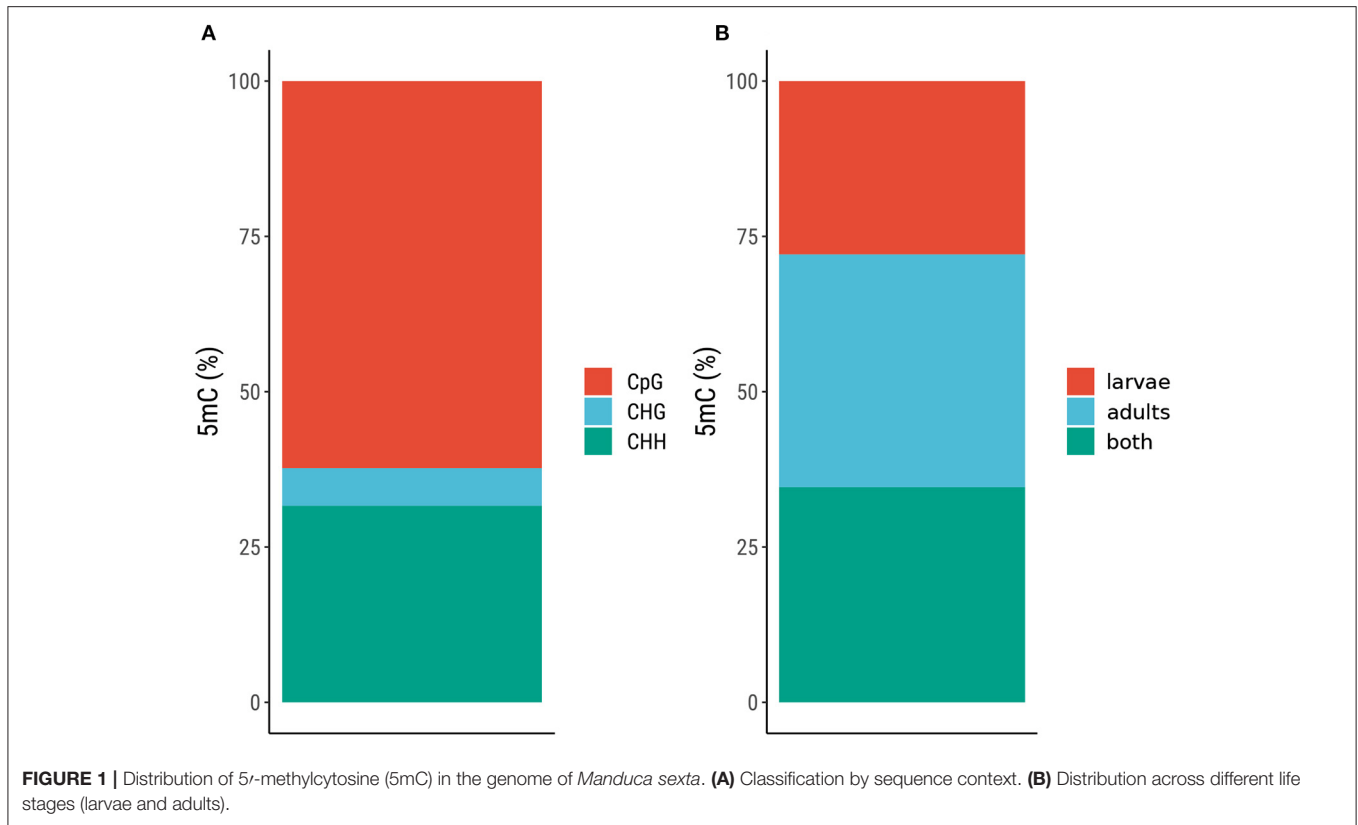 A
100
75
50
25
0
5mC (%)
CpG
CHG
CHH
B
100
75
50
25
0
5mC (%)
larvae
adults
both
FIGURE 1 | Distribution of 5′-methylcytosine (5mC) in the genome of Manduca sexta. (A) Classification by sequence context. (B) Distribution across different life
stages (larvae and adults).